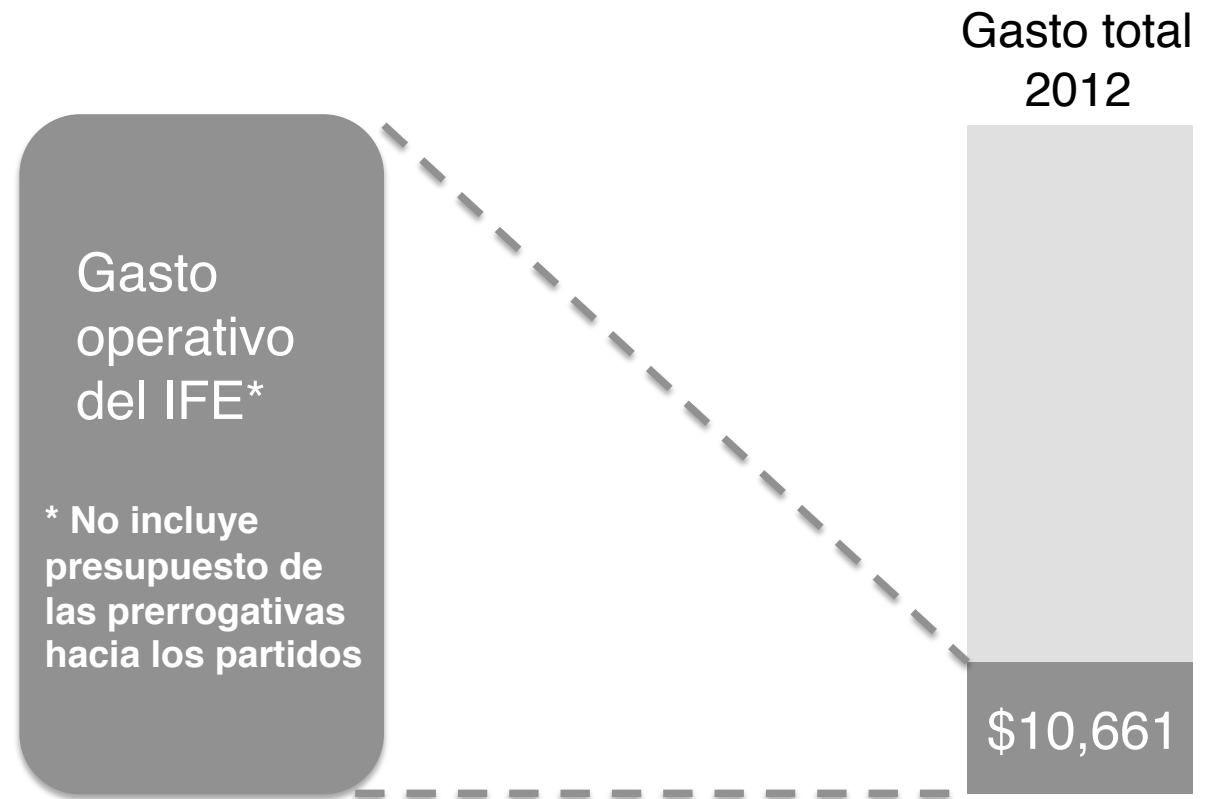 Gasto total
2012
Gasto
operativo
del IFE*
* No incluye
presupuesto de
las prerrogativas
hacia los partidos
$10,661